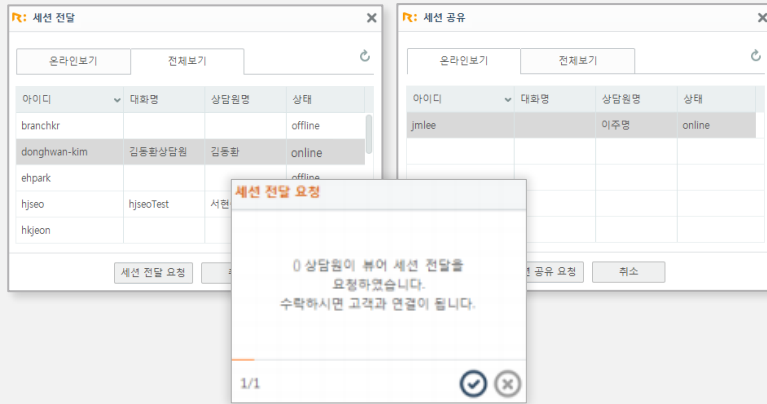 세션 전달
온라인보기 전체보기
아이디 대화명 상담원명 상태
branchkr offline
donghwan-kim 김동환상담원 김동환 online
ehpark offline
hjseo hjseoTest 서현
hkjeon
세션 전달 요청
세션 공유
온라인보기 전체보기
아이디 대화명 상담원명 상태
jmlee 이주명 online
공유 요청 취소
세션 전달 요청
() 상담원이 뷰어 세션 전달을
요청하였습니다.
수락하시면 고객과 연결이 됩니다.
1/1